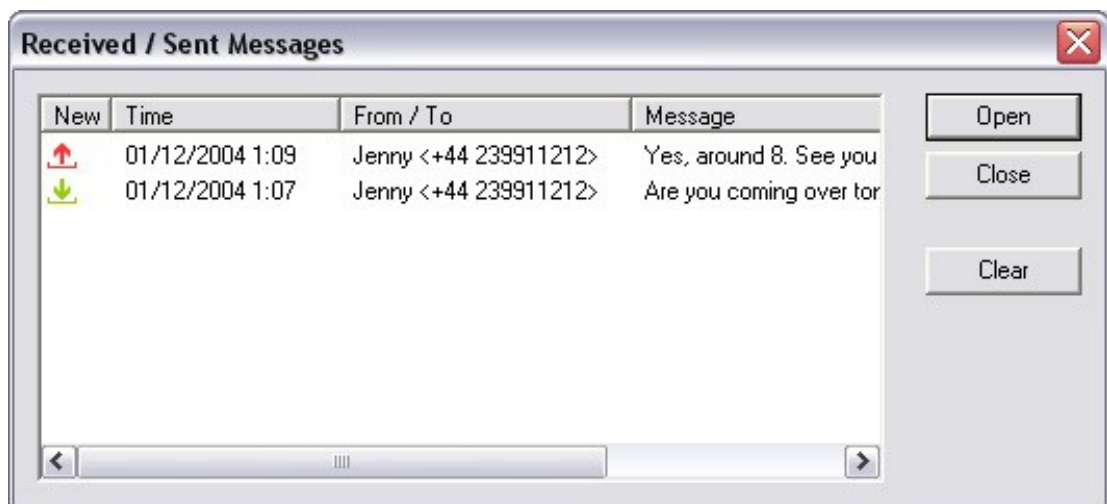 Received / Sent Messages
New Time From / To Message
01/12/2004 1:09 Jenny <+44 239911212> Yes, around 8. See you
01/12/2004 1:07 Jenny <+44 239911212> Are you coming over tor
Open
Close
Clear